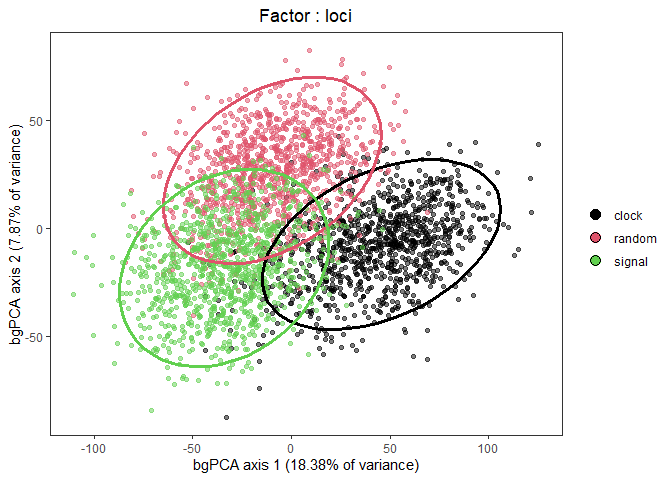 Factor : loci
bgPCA axis 2 (7.87% of variance)
50
0
-50
-100
-50
0
50
100
bgPCA axis 1 (18.38% of variance)
clock
random
signal